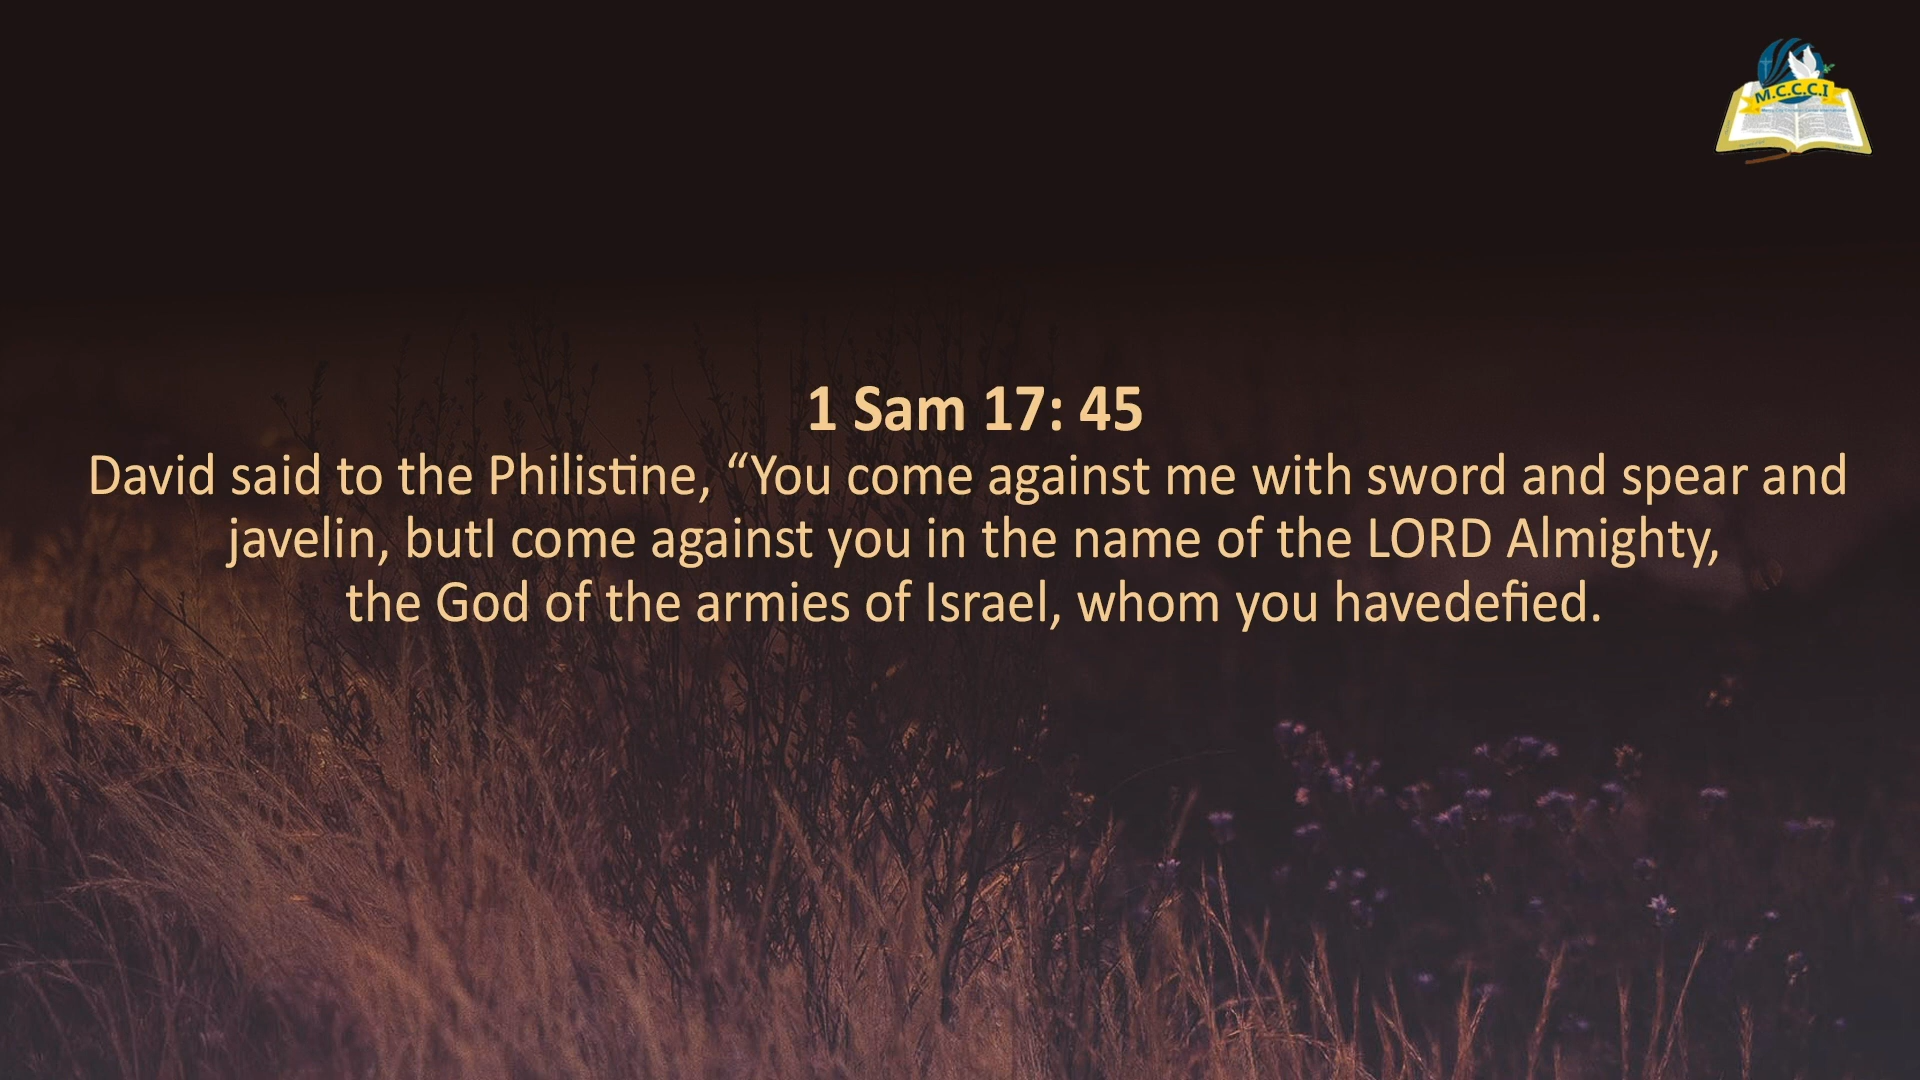 M.C.C.C.I
1 Sam 17: 45
David said to the Philistine, “You come against me with sword and spear and
javelin, butI come against you in the name of the LORD Almighty,
the God of the armies of Israel, whom you havedefied.